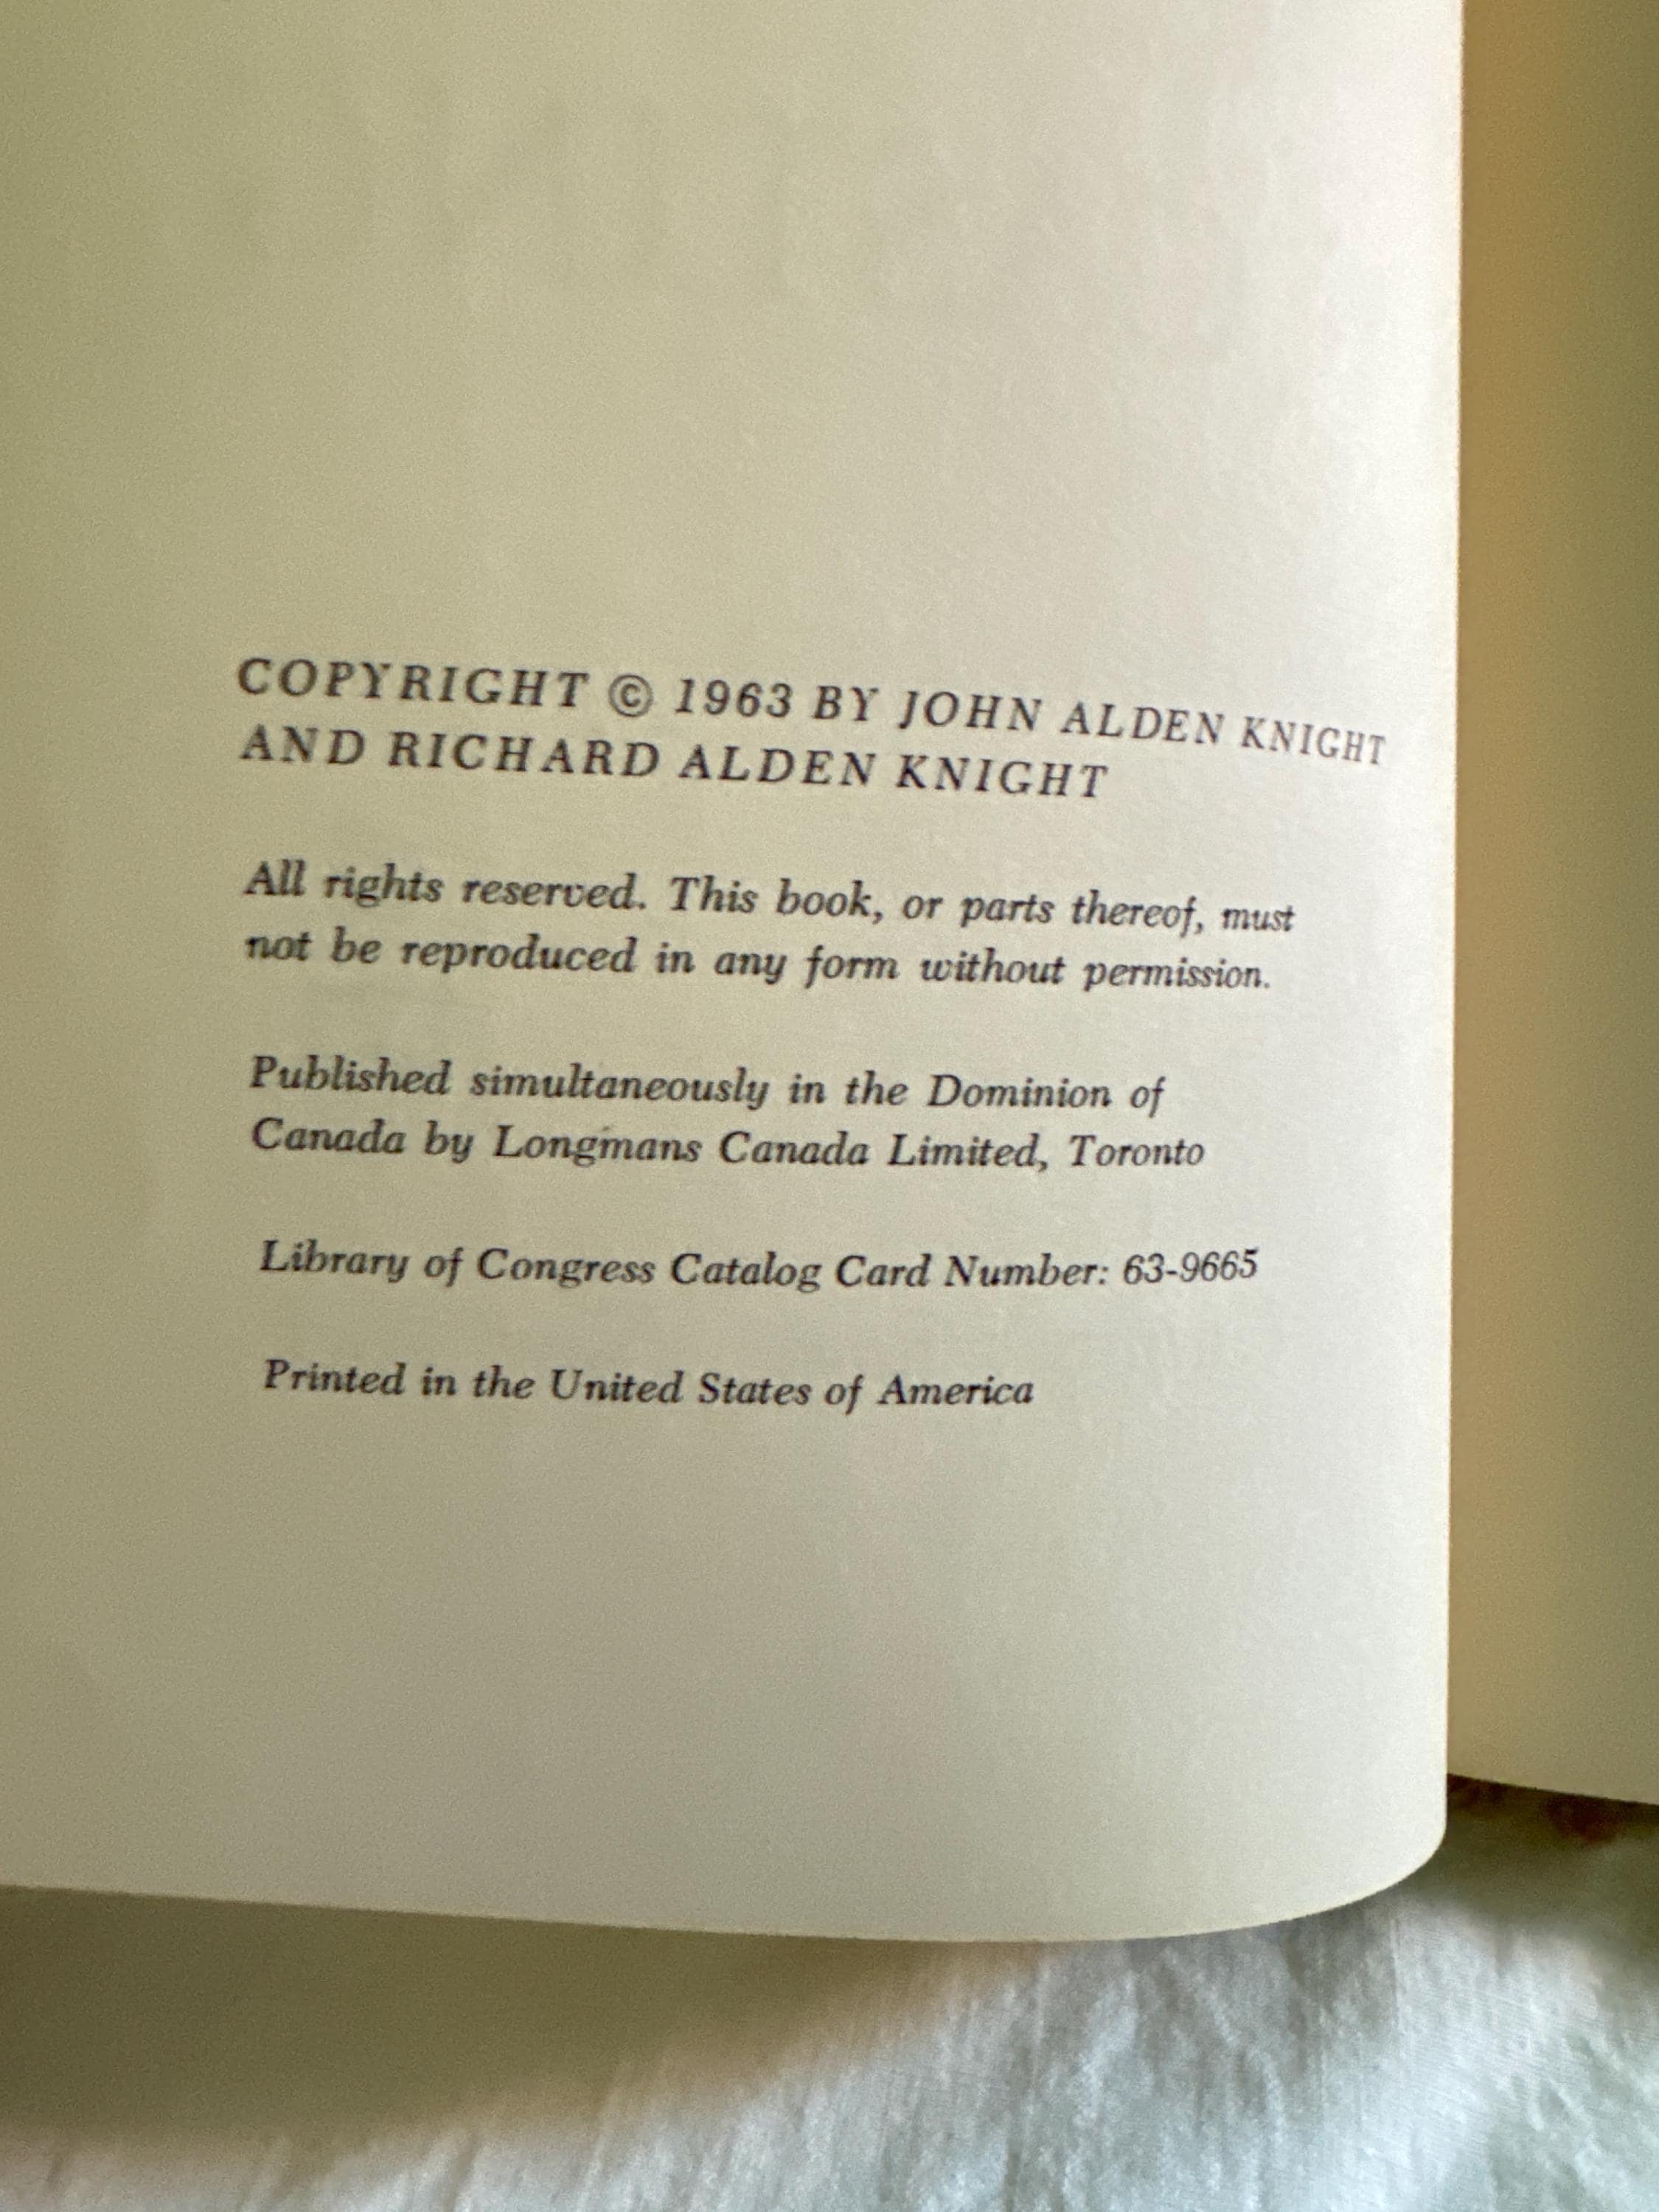 COPYRIGHT © 1963 BY JOHN ALDEN KNIGHT
AND RICHARD ALDEN KNIGHT
All rights reserved. This book, or parts thereof, must
not be reproduced in any form without permission.
Published simultaneously in the Dominion of
Canada by Longmans Canada Limited, Toronto
Library of Congress Catalog Card Number: 63-9665
Printed in the United States of America